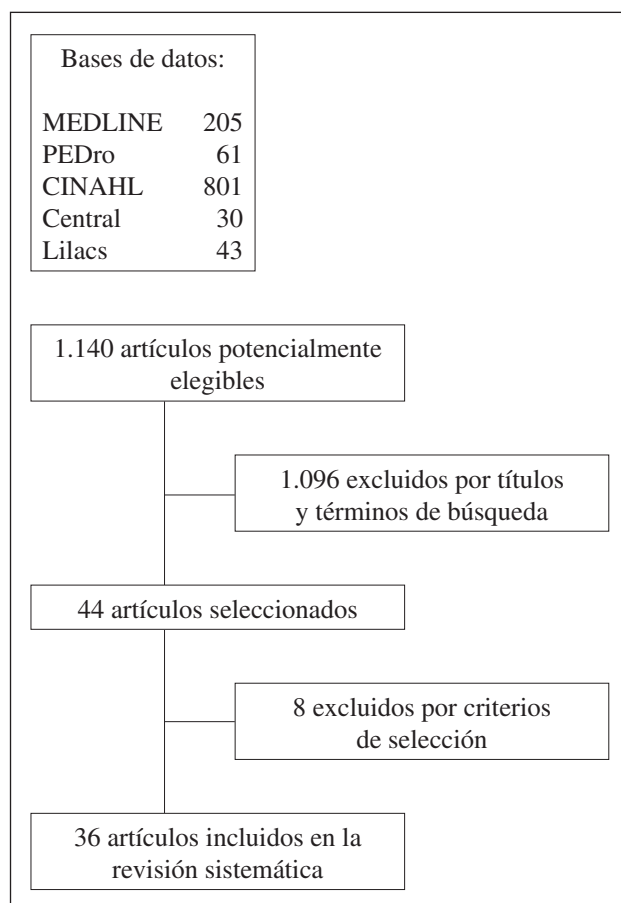 Bases de datos:
MEDLINE 205
PEDro 61
CINAHL 801
Central 30
Lilacs 43
1.140 artículos potencialmente
elegibles
1.096 excluidos por títulos
y términos de búsqueda
44 artículos seleccionados
8 excluidos por criterios
de selección
36 artículos incluidos en la
revisión sistemática